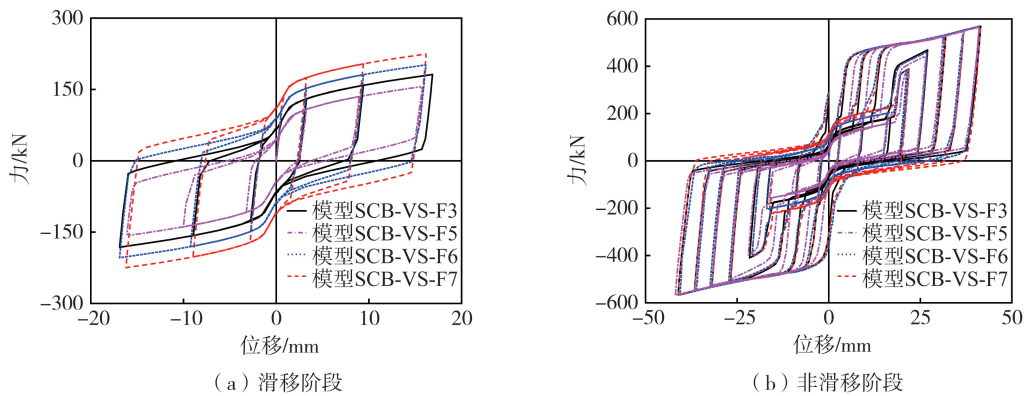 300
150
0
-150
-300
力/kN
模型SCB-VS-F3
模型SCB-VS-F5
模型SCB-VS-F6
模型SCB-VS-F7
-20
-10
0
10
20
位移/mm
（a）滑移阶段
600
400
200
0
-200
-400
-600
力/kN
模型SCB-VS-F3
模型SCB-VS-F5
模型SCB-VS-F6
模型SCB-VS-F7
-50
-25
0
25
50
位移/mm
（b）非滑移阶段